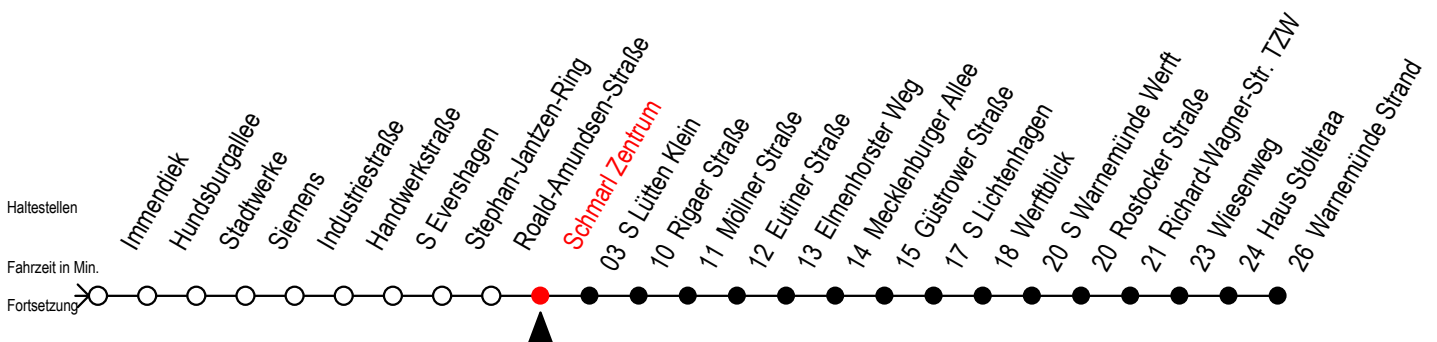 Haltestellen
Fahrzeit in Min.
Fortsetzung
Immendiek
Hundsburgallee
Stadtwerke
Siemens
Industriestraße
Handwerkstraße
S Evershagen
Stephan-Jantzen-Ring
Roald-Amundsen-Straße
Schmarl Zentrum
03 S Lütten Klein
10 Rigaer Straße
11 Möllner Straße
12 Eutiner Straße
13 Elmenhorster Weg
14 Mecklenburger Allee
15 Güstrower Straße
17 S Lichtenhagen
18 Werftblick
20 S Warnemünde Werft
20 Rostocker Straße
21 Richard-Wagner-Str. TZW
23 Wiesenweg
24 Haus Stolteraa
26 Warnemünde Strand